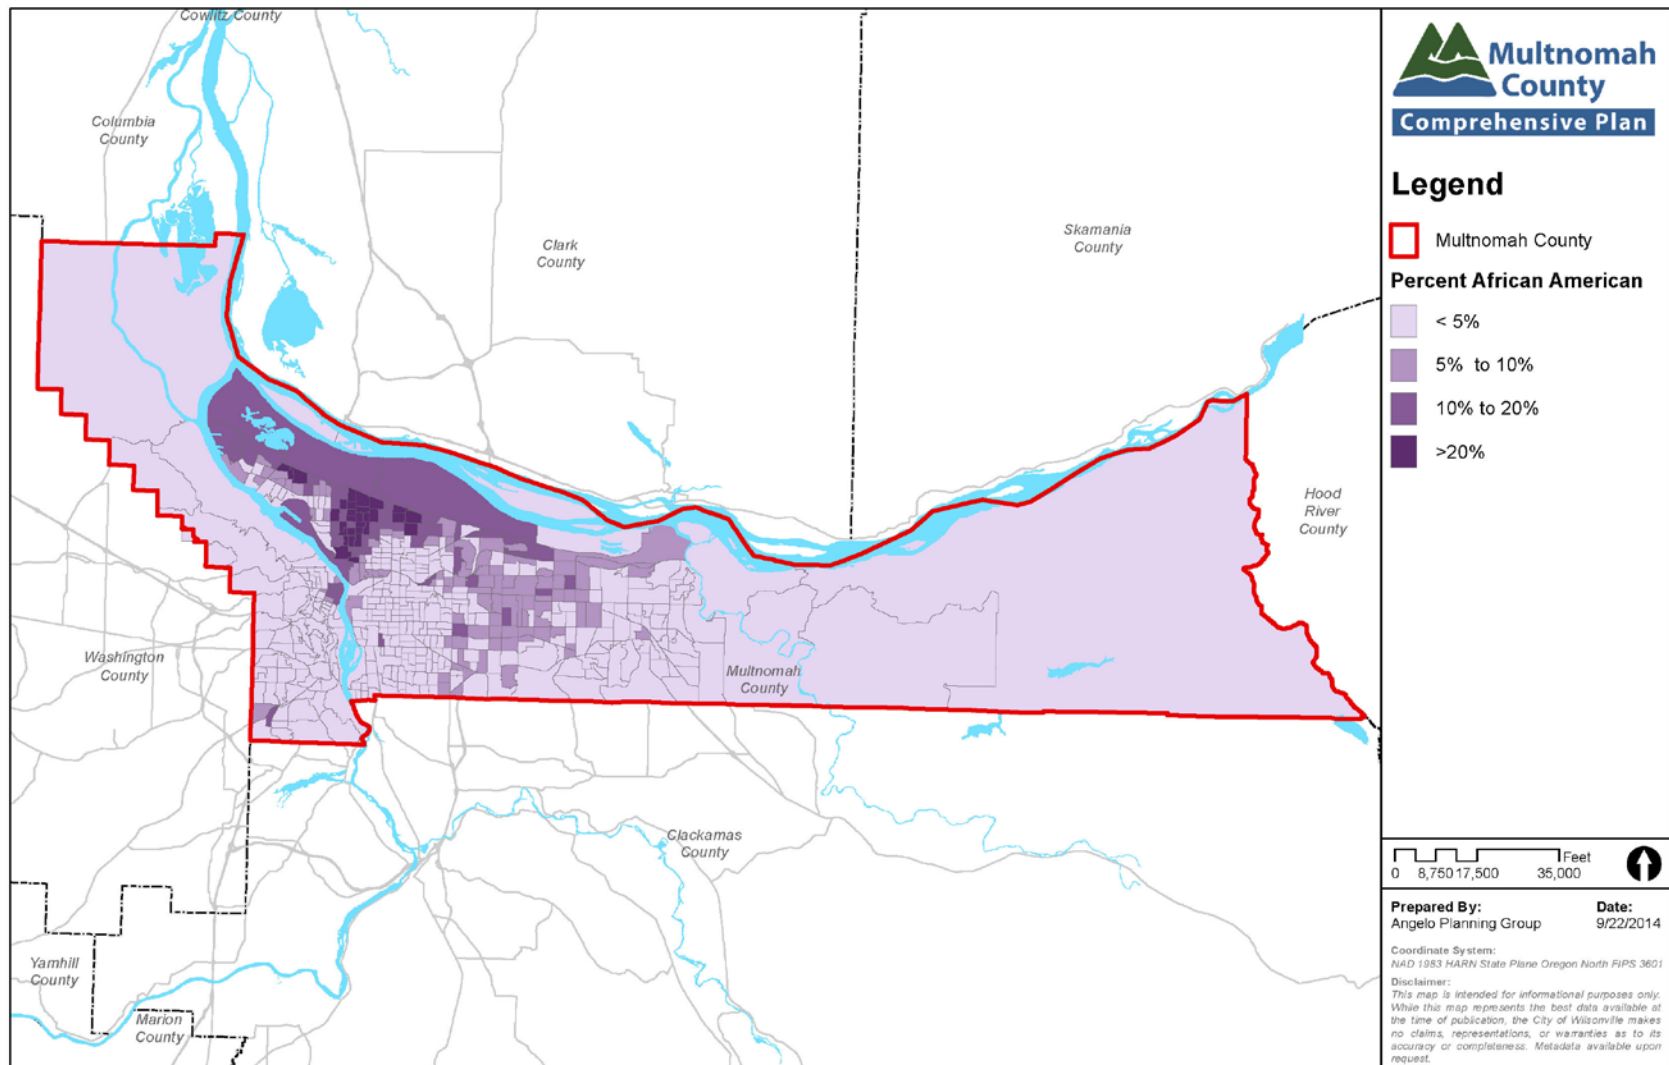 Cowlitz County
Columbia
County
Clark
County
Skamania
County
Hood
River
County
Washington
County
Multnomah
County
Clackamas
County
Yamhill
County
Marion
County
Multnomah
County
Comprehensive Plan
Legend
Multnomah County
Percent African American
< 5%
5% to 10%
10% to 20%
>20%
Feet
0 8,750 17,500 35,000
Prepared By: Date:
Angelo Planning Group 9/22/2014
Coordinate System:
NAD 1983 HARN State Plane Oregon North FIPS 3601
Disclaimer:
This map is intended for informational purposes only.
While this map represents the best data available at
the time of publication, the City of Wilsonville makes
no claims, representations, or warranties as to its
accuracy or completeness. Metadata available upon
request.